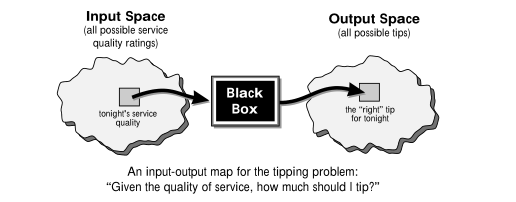 Input Space
(all possible service
quality ratings)
Output Space
(all possible tips)
tonight's service
quality
Black
Box
the "right" tip
for tonight
An input-output map for the tipping problem:
"Given the quality of service, how much should I tip?"